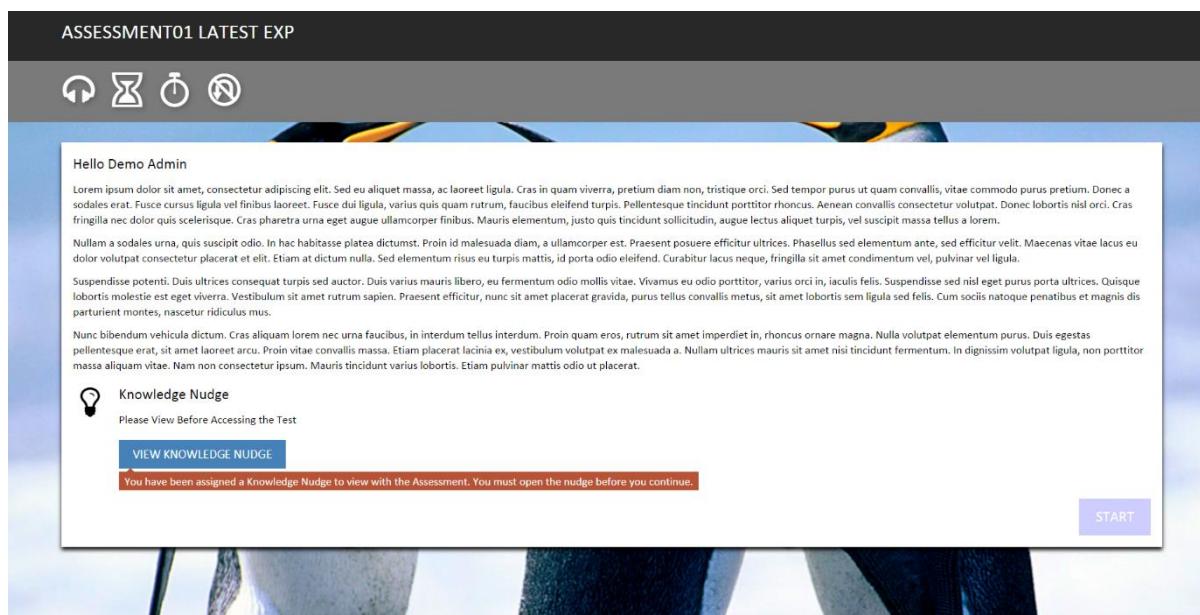 ASSESSMENT01 LATEST EXP
Hello Demo Admin
Lorem ipsum dolor sit amet, consectetur adipiscing elit. Sed eu aliquet massa, ac laoreet ligula. Cras in quam viverra, pretium diam non, tristique orci. Sed tempor purus ut quam convallis, vitae commodo purus pretium. Donec a
sodales erat. Fusce cursus ligula vel finibus laoreet. Fusce dui ligula, varius quis quam rutrum, faucibus eleifend turpis. Pellentesque tincidunt porttitor rhoncus. Aenean convallis consectetur volutpat. Donec lobortis nisl orci. Cras
fringilla nec dolor quis scelerisque. Cras pharetra urna eget augue ullamcorper finibus. Mauris elementum, justo quis tincidunt sollicitudin, augue lectus aliquet turpis, vel suscipit massa tellus a lorem.
Nullam a sodales urna, quis suscipit odio. In hac habitasse platea dictumst. Proin id malesuada diam, a ullamcorper est. Praesent posuere efficitur ultrices. Phasellus sed elementum ante, sed efficitur velit. Maecenas vitae lacus eu
dolor volutpat consectetur placerat et elit. Etiam at dictum nulla. Sed elementum risus eu turpis mattis, id porta odio eleifend. Curabitur lacus neque, fringilla sit amet condimentum vel, pulvinar vel ligula.
Suspendisse potenti. Duis ultrices consequat turpis sed auctor. Duis varius mauris libero, eu fermentum odio mollis vitae. Vivamus eu odio porttitor, varius orci in, iaculis felis. Suspendisse sed nisl eget purus porta ultrices. Quisque
lobortis molestie est eget viverra. Vestibulum sit amet rutrum sapien. Praesent efficitur, nunc sit amet placerat gravida, purus tellus convallis metus, sit amet lobortis sem ligula sed felis. Cum sociis natoque penatibus et magnis dis
parturient montes, nascetur ridiculus mus.
Nunc bibendum vehicula dictum. Cras aliquam lorem nec urna faucibus, in interdum tellus interdum. Proin quam eros, rutrum sit amet imperdiet in, rhoncus ornare magna. Nulla volutpat elementum purus. Duis egestas
pellentesque erat, sit amet laoreet arcu. Proin vitae convallis massa. Etiam placerat lacinia ex, vestibulum volutpat ex malesuada a. Nullam ultrices mauris sit amet nisi tincidunt fermentum. In dignissim volutpat ligula, non porttitor
massa aliquam vitae. Nam non consectetur ipsum. Mauris tincidunt varius lobortis. Etiam pulvinar mattis odio ut placerat.
Knowledge Nudge
Please View Before Accessing the Test
VIEW KNOWLEDGE NUDGE
You have been assigned a Knowledge Nudge to view with the Assessment. You must open the nudge before you continue.
START